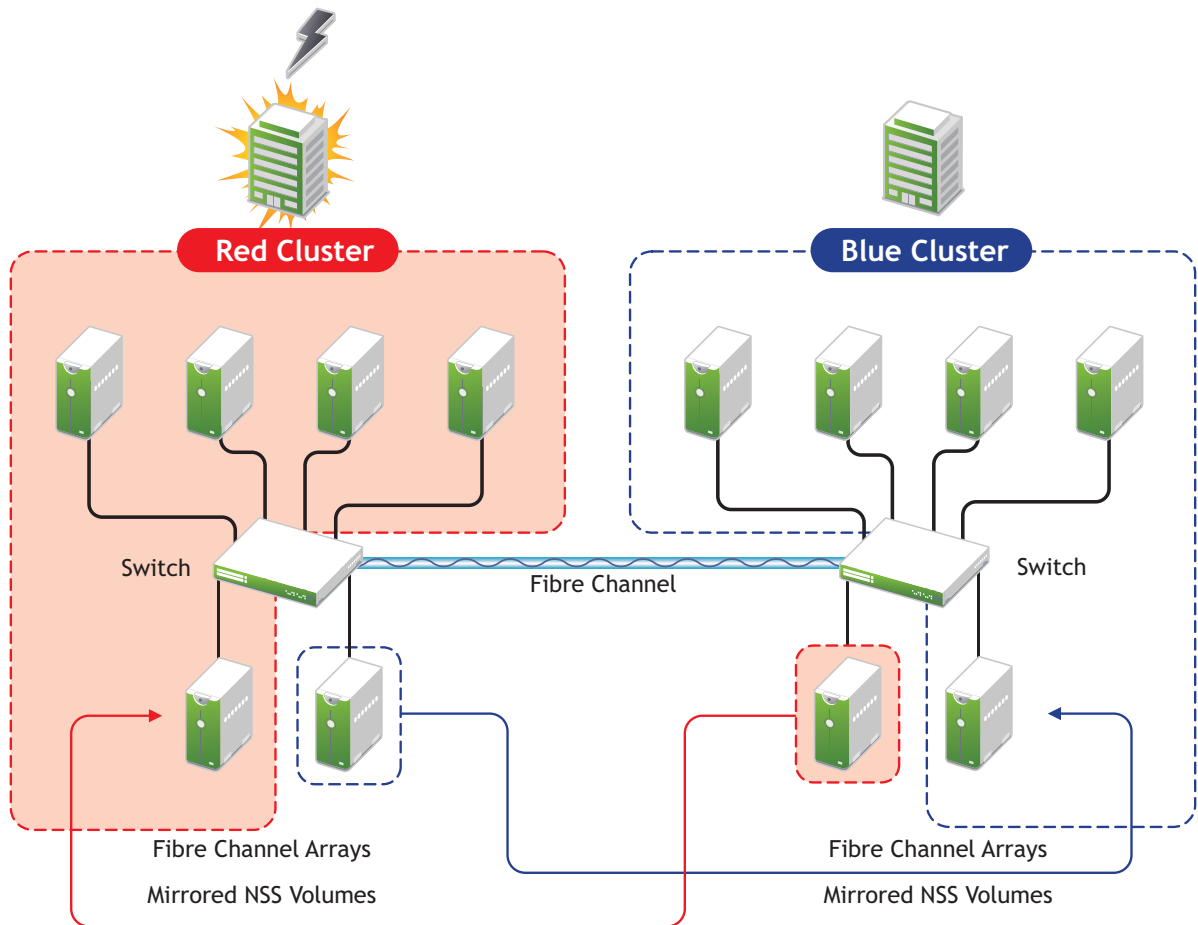 Red Cluster
Blue Cluster
Switch
Fibre Channel
Switch
Fibre Channel Arrays
Mirrored NSS Volumes
Fibre Channel Arrays
Mirrored NSS Volumes